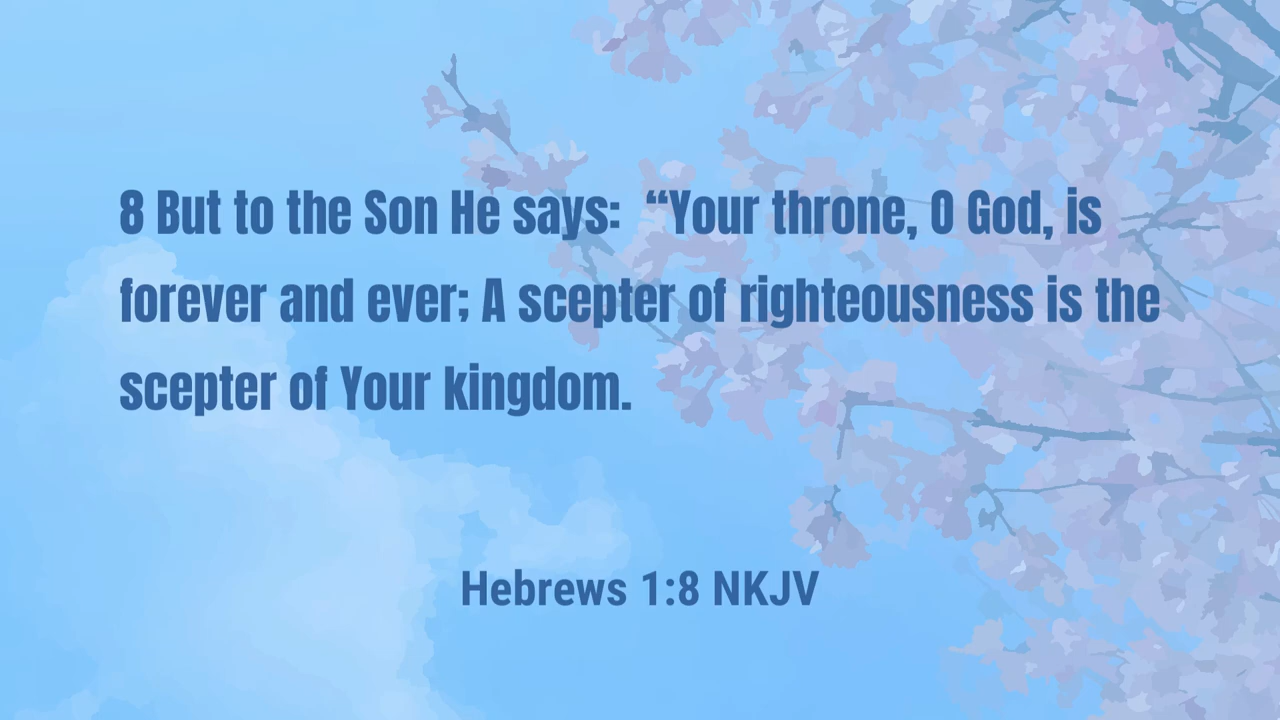 8 But to the Son He says:  “Your throne, O God, is
forever and ever; A scepter of righteousness is the
scepter of Your kingdom.
Hebrews 1:8 NKJV